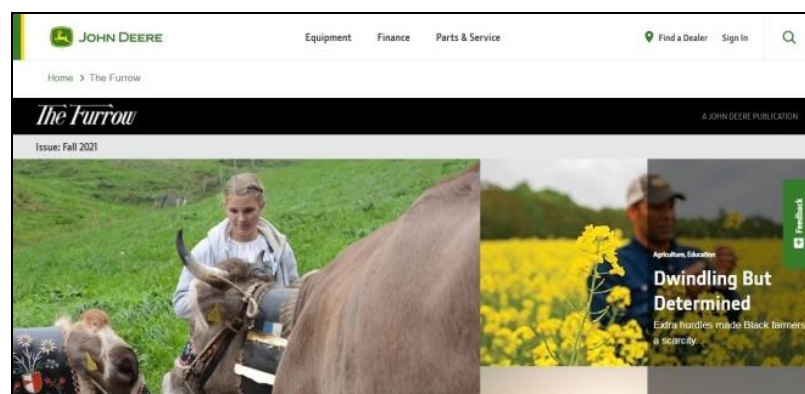 JOHN DEERE
Equipment Finance Parts & Service
Find a Dealer Sign In
Home > The Furrow
The Furrow
A JOHN DEERE PUBLICATION
Issue: Fall 2021
Feedback
Agriculture, Education
Dwindling But
Determined
Extra hurdles made Black farmers
a scarcity.